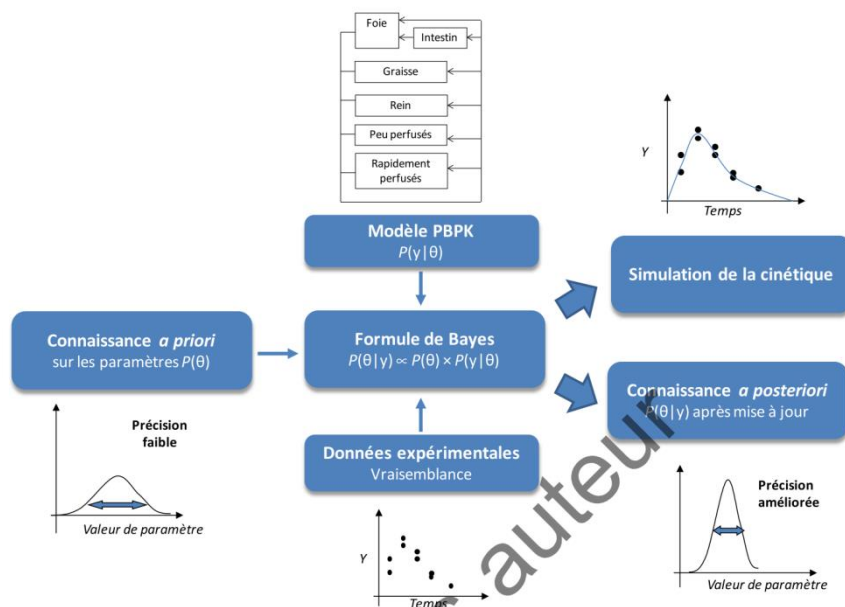 Foie
Intestin
Graisse
Rein
Peu perfusés
Rapidement
perfusés
Y
Temps
Modèle PBPK
P(y|θ)
Simulation de la cinétique
Connaissance a priori
sur les paramètres P(θ)
Formule de Bayes
P(θ|y) ∝ P(θ) × P(y|θ)
Connaissance a posteriori
P(θ|y) après mise à jour
Données expérimentales
Vraisemblance
Précision
faible
Valeur de paramètre
Y
Temps
Précision
améliorée
Valeur de paramètre
auteur